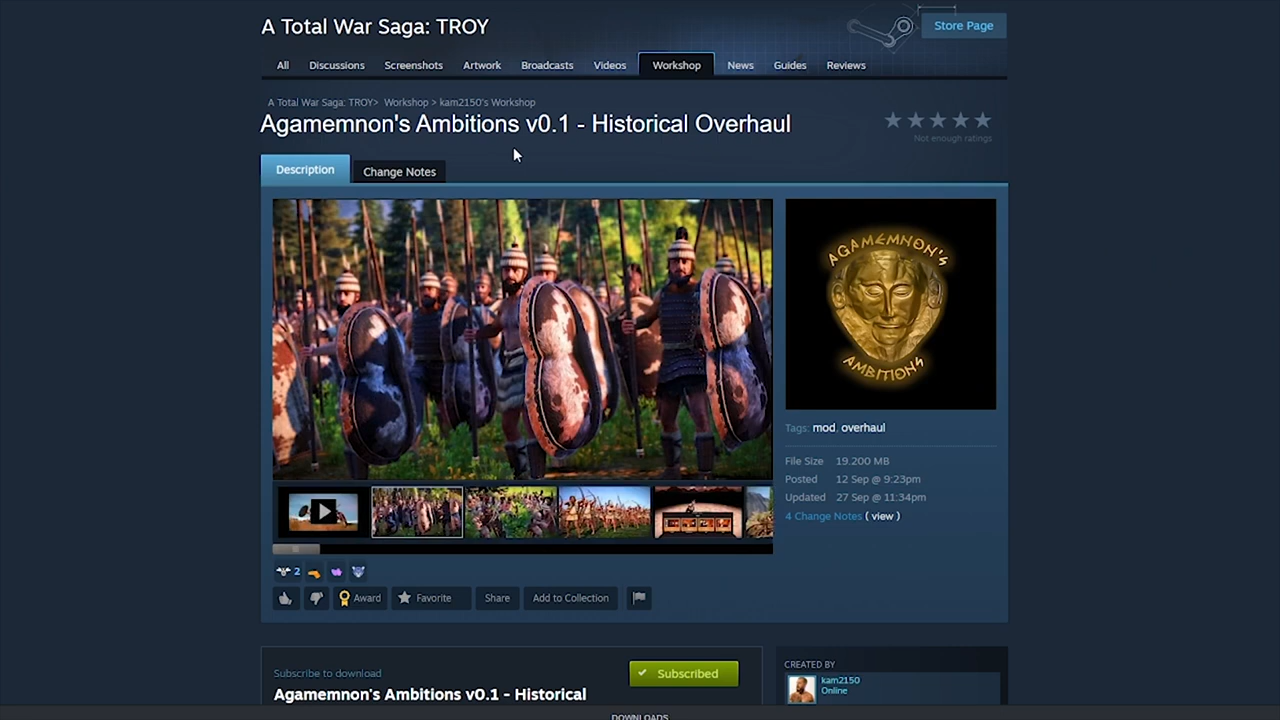 A Total War Saga: TROY
Store Page
All Discussions Screenshots Artwork Broadcasts Videos Workshop News Guides Reviews
A Total War Saga: TROY> Workshop > kam2150's Workshop
Agamemnon's Ambitions v0.1 - Historical Overhaul
Not enough ratings
Description Change Notes
AGAMEMNON'S
AMBITIONS
Tags: mod, overhaul
File Size 19.200 MB
Posted 12 Sep @ 9:23pm
Updated 27 Sep @ 11:34pm
4 Change Notes ( view )
2
Award Favorite Share Add to Collection
Subscribe to download
Agamemnon's Ambitions v0.1 - Historical
Subscribed
CREATED BY
kam2150
Online
DOWNLOADS